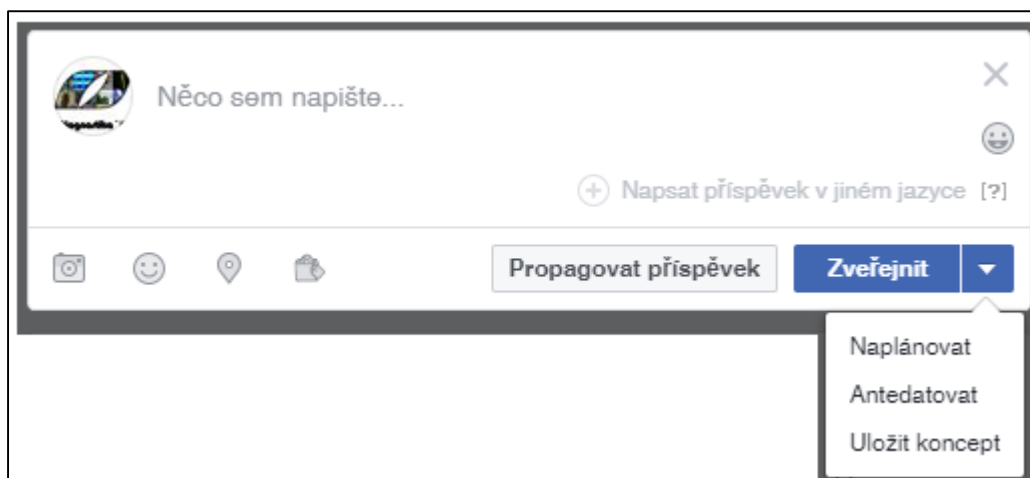 Něco sem napište...
Napsat příspěvek v jiném jazyce [?]
Propagovat příspěvek
Zveřejnit
Naplánovat
Antedatovat
Uložit koncept